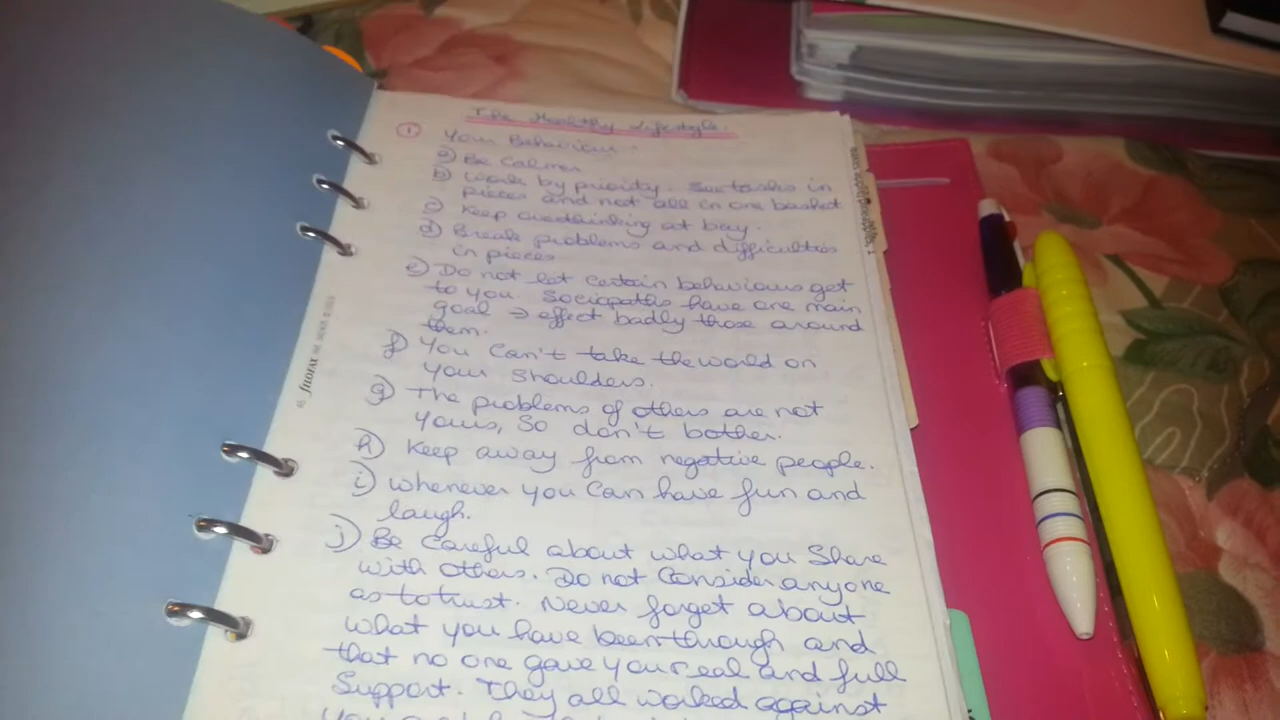 The Healthy Lifestyle.
1 Your Behaviour:
a) Be Calmer
b) Work by priority. See tasks in
pieces and not all in one basket
c) Keep overthinking at bay.
d) Break problems and difficulties
in pieces
e) Do not let certain behaviours get
to you. Sociopaths have one main
goal → effect badly those around
them.
f) You Can't take the world on
your Shoulders.
g) The problems of others are not
yours, So don't bother.
h) Keep away from negative people.
i) Whenever you Can have fun and
laugh.
j) Be Careful about what you Share
with others. Do not Consider anyone
as to trust. Never forget about
what you have been through and
that no one gave you real and full
Support. They all worked against
filofax